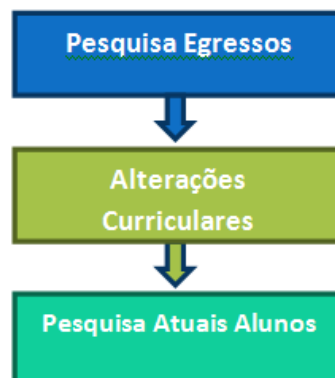 Pesquisa Egressos
Alterações
Curriculares
Pesquisa Atuais Alunos